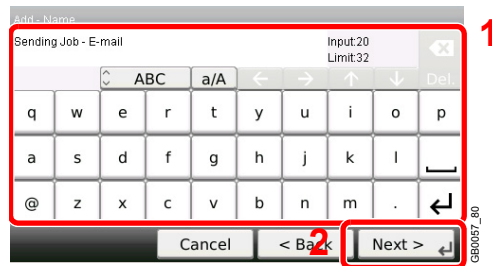 Add - Name
Sending Job - E-mail
Input:20
Limit:32
ABC a/A Del.
q w e r t y u i o p
a s d f g h j k l
@ z x c v b n m .
Cancel < Back Next >
1
2
GB0057_80